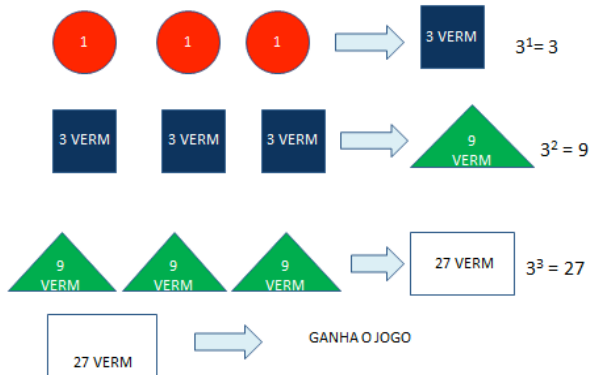 1 1 1 3 VERM 3¹= 3
3 VERM 3 VERM 3 VERM 9
VERM 3² = 9
9
VERM 9
VERM 9
VERM 27 VERM 3³ = 27
27 VERM GANHA O JOGO